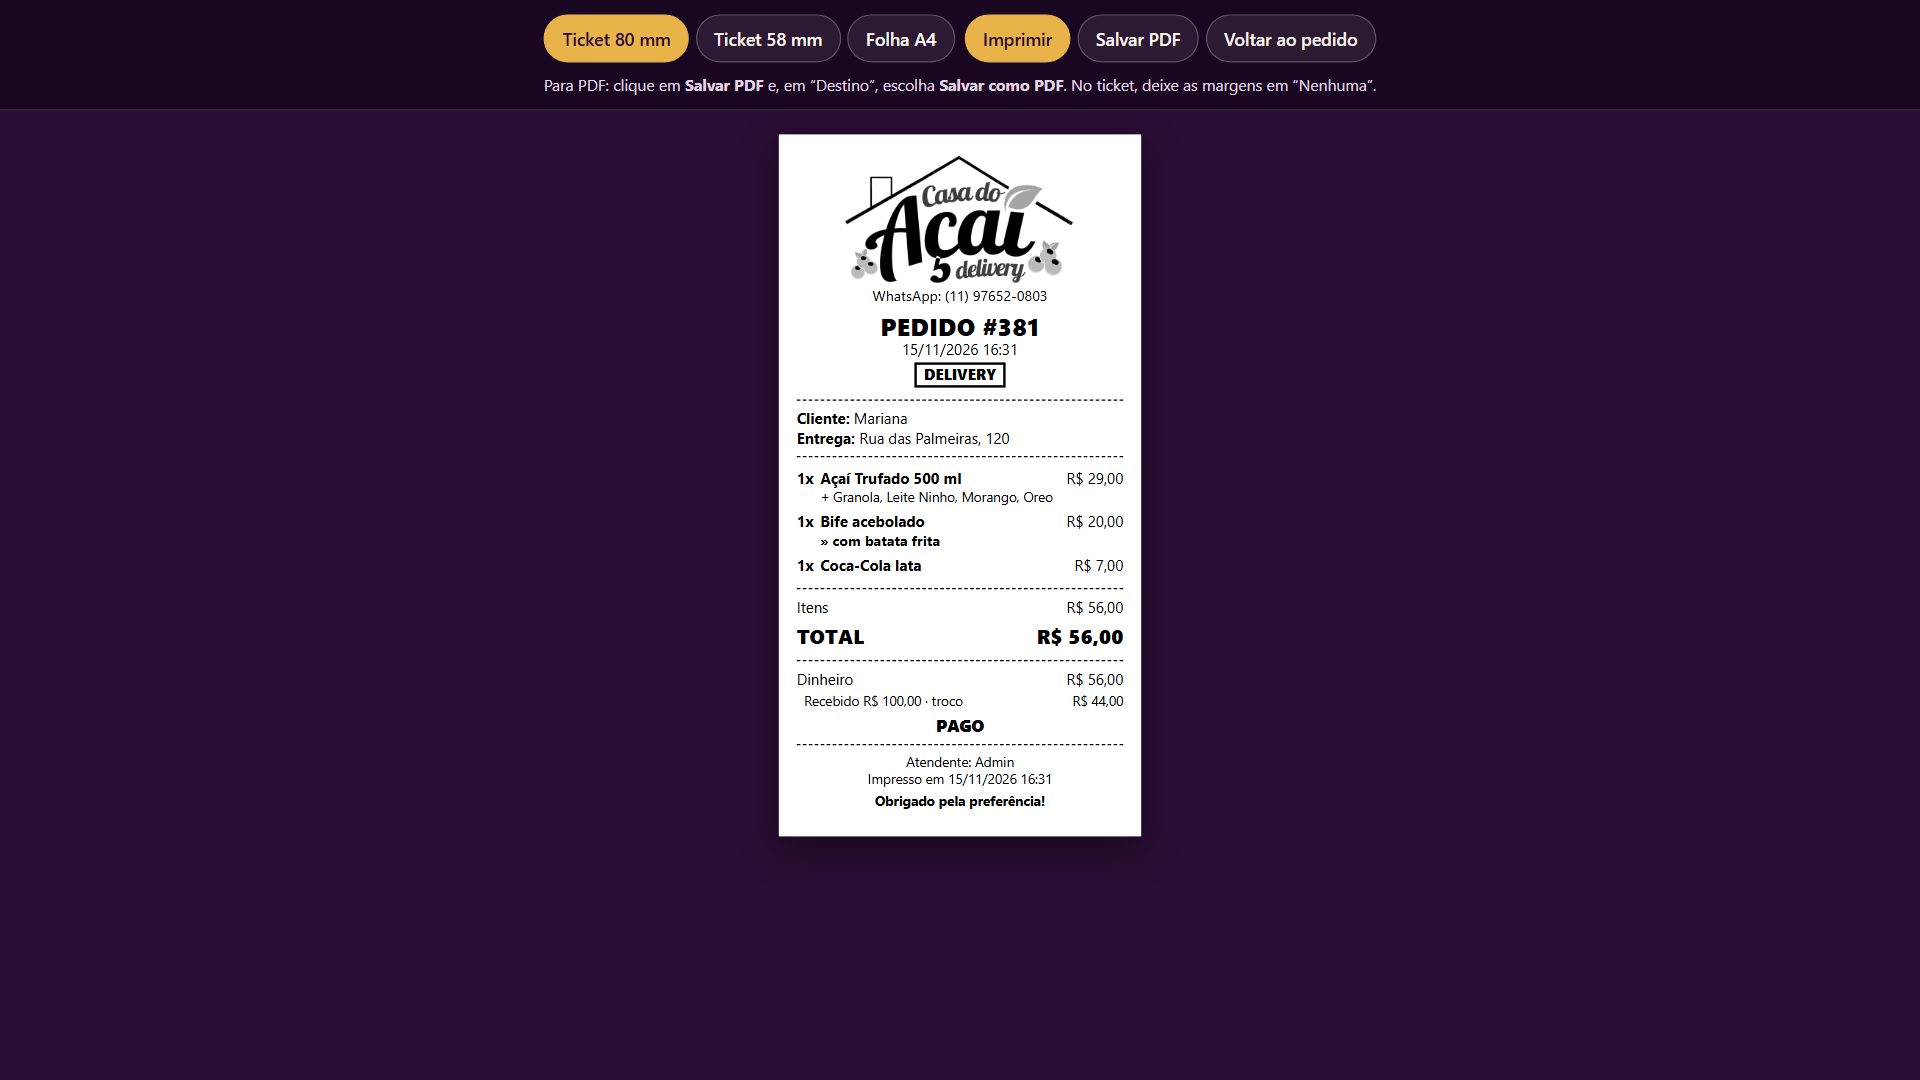 Ticket 80 mm Ticket 58 mm Folha A4 Imprimir Salvar PDF Voltar ao pedido
Para PDF: clique em Salvar PDF e, em “Destino”, escolha Salvar como PDF. No ticket, deixe as margens em “Nenhuma”.
Casa do
Açaí
delivery
WhatsApp: (11) 97652-0803
PEDIDO #381
15/11/2026 16:31
DELIVERY
Cliente: Mariana
Entrega: Rua das Palmeiras, 120
1x Açaí Trufado 500 ml R$ 29,00
+ Granola, Leite Ninho, Morango, Oreo
1x Bife acebolado R$ 20,00
» com batata frita
1x Coca-Cola lata R$ 7,00
Itens R$ 56,00
TOTAL R$ 56,00
Dinheiro R$ 56,00
Recebido R$ 100,00 · troco R$ 44,00
PAGO
Atendente: Admin
Impresso em 15/11/2026 16:31
Obrigado pela preferência!